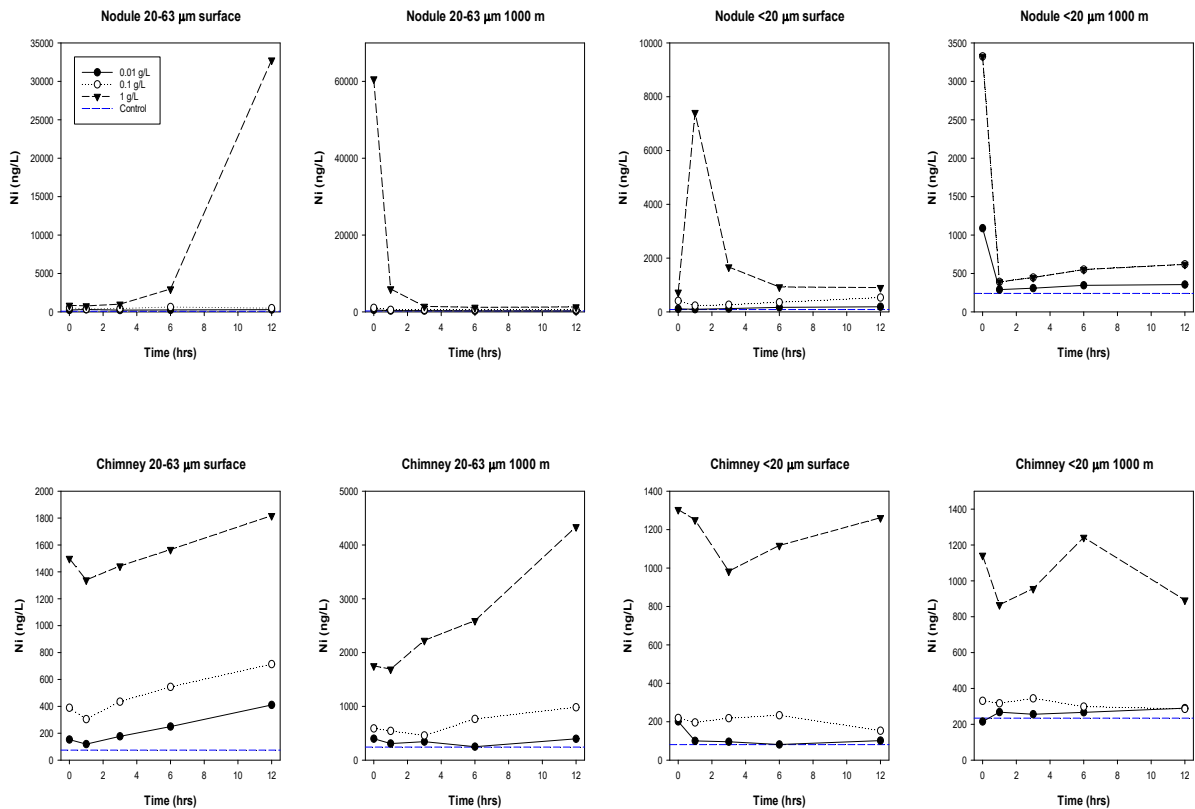 Nodule 20-63 µm surface
Ni (ng/L)
35000
30000
25000
20000
15000
10000
5000
0
0 2 4 6 8 10 12
Time (hrs)
0.01 g/L
0.1 g/L
1 g/L
Control
Nodule 20-63 µm 1000 m
Ni (ng/L)
60000
40000
20000
0
0 2 4 6 8 10 12
Time (hrs)
Nodule <20 µm surface
Ni (ng/L)
10000
8000
6000
4000
2000
0
0 2 4 6 8 10 12
Time (hrs)
Nodule <20 µm 1000 m
Ni (ng/L)
3500
3000
2500
2000
1500
1000
500
0
0 2 4 6 8 10 12
Time (hrs)
Chimney 20-63 µm surface
Ni (ng/L)
2000
1800
1600
1400
1200
1000
800
600
400
200
0
0 2 4 6 8 10 12
Time (hrs)
Chimney 20-63 µm 1000 m
Ni (ng/L)
5000
4000
3000
2000
1000
0
0 2 4 6 8 10 12
Time (hrs)
Chimney <20 µm surface
Ni (ng/L)
1400
1200
1000
800
600
400
200
0
0 2 4 6 8 10 12
Time (hrs)
Chimney <20 µm 1000 m
Ni (ng/L)
1400
1200
1000
800
600
400
200
0
0 2 4 6 8 10 12
Time (hrs)